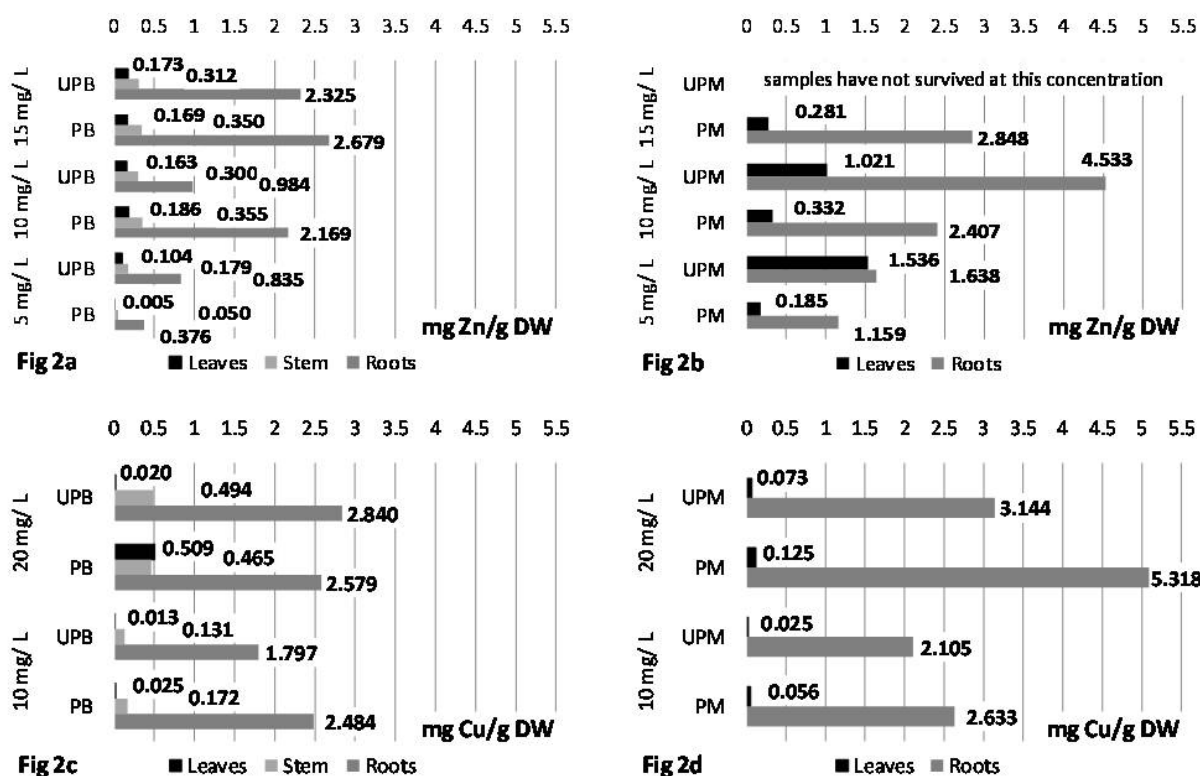 0 0.5 1 1.5 2 2.5 3 3.5 4 4.5 5 5.5
15 mg/ L
UPB
0.173
0.312
2.325
PB
0.169
0.350
2.679
10 mg/ L
UPB
0.163
0.300
0.984
PB
0.186
0.355
2.169
5 mg/ L
UPB
0.104
0.179
0.835
PB
0.005
0.050
0.376
mg Zn/g DW
Fig 2a
Leaves Stem Roots
0 0.5 1 1.5 2 2.5 3 3.5 4 4.5 5 5.5
15 mg/ L
UPM
samples have not survived at this concentration
PM
0.281
2.848
10 mg/ L
UPM
1.021
4.533
PM
0.332
2.407
5 mg/ L
UPM
1.536
1.638
PM
0.185
1.159
mg Zn/g DW
Fig 2b
Leaves Roots
0 0.5 1 1.5 2 2.5 3 3.5 4 4.5 5 5.5
20 mg/ L
UPB
0.020
0.494
2.840
PB
0.509
0.465
2.579
10 mg/ L
UPB
0.013
0.131
1.797
PB
0.025
0.172
2.484
mg Cu/g DW
Fig 2c
Leaves Stem Roots
0 0.5 1 1.5 2 2.5 3 3.5 4 4.5 5 5.5
20 mg/ L
UPM
0.073
3.144
PM
0.125
5.318
10 mg/ L
UPM
0.025
2.105
PM
0.056
2.633
mg Cu/g DW
Fig 2d
Leaves Roots